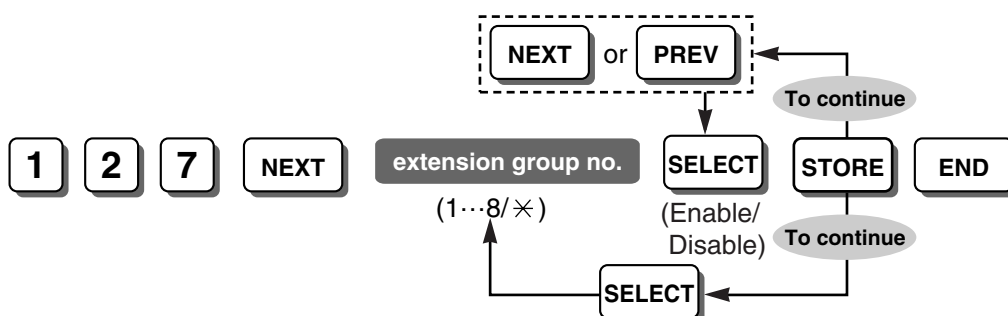 NEXT or PREV
To continue
1 2 7 NEXT extension group no. SELECT STORE END
(1···8/✳)
(Enable/
Disable)
To continue
SELECT